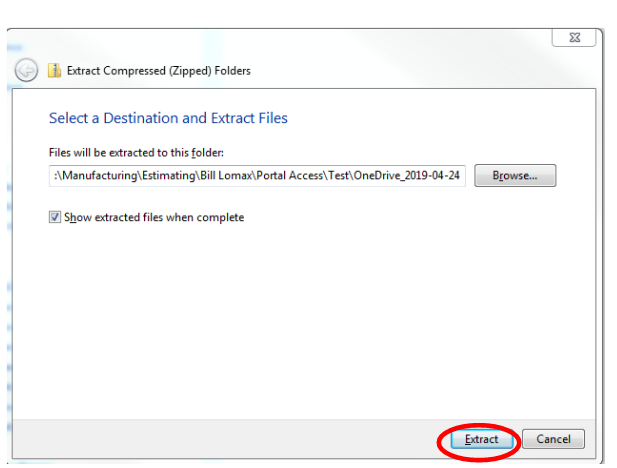 Extract Compressed (Zipped) Folders
Select a Destination and Extract Files
Files will be extracted to this folder:
:\Manufacturing\Estimating\Bill Lomax\Portal Access\Test\OneDrive_2019-04-24
Browse...
Show extracted files when complete
Extract
Cancel